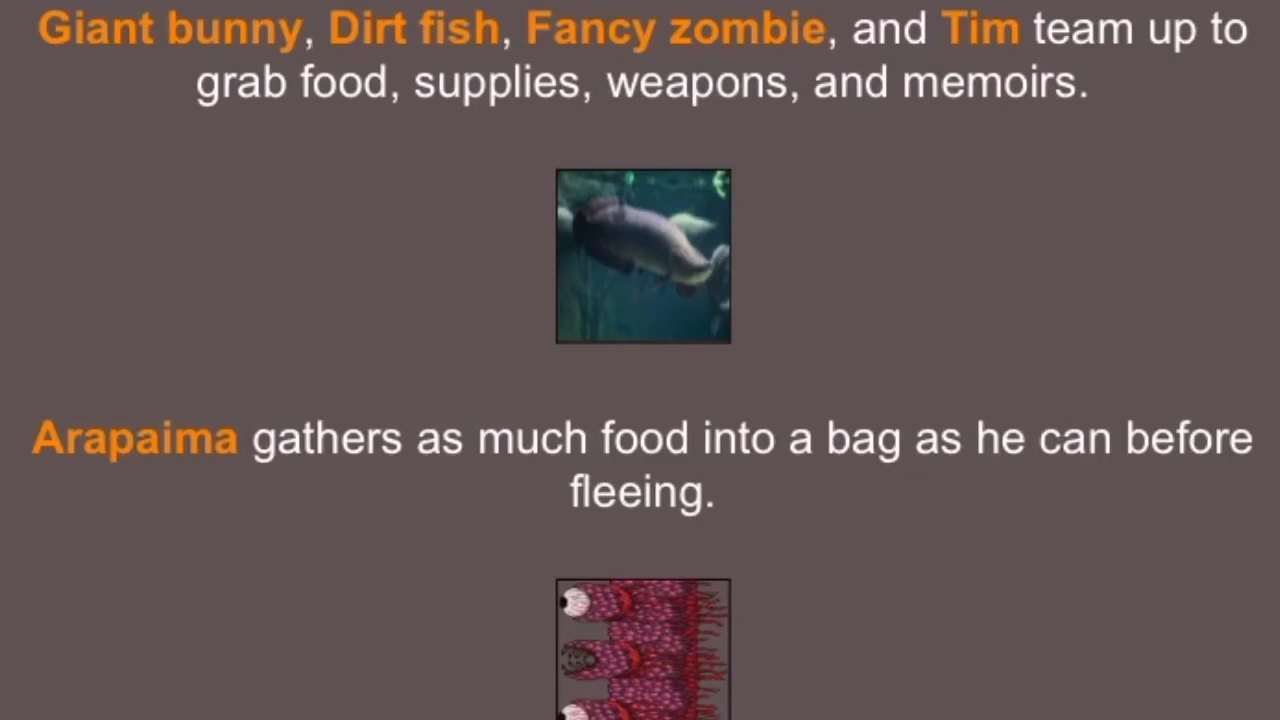 Giant bunny, Dirt fish, Fancy zombie, and Tim team up to
grab food, supplies, weapons, and memoirs.
Arapaima gathers as much food into a bag as he can before
fleeing.